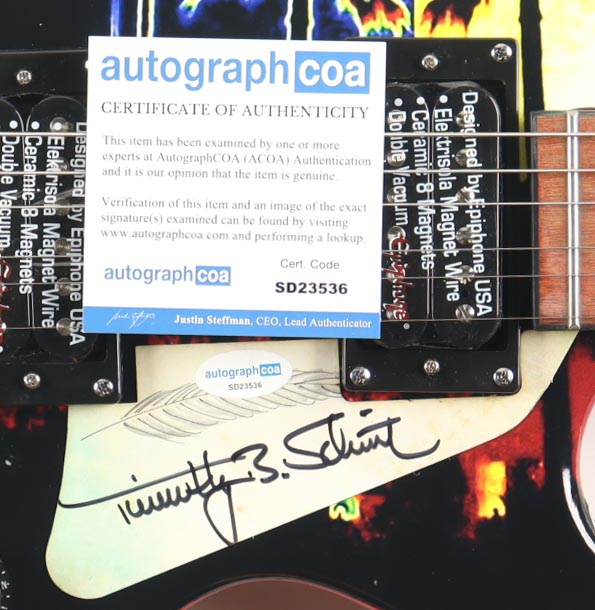 autograph coa
CERTIFICATE OF AUTHENTICITY
This item has been examined by one or more
experts at AutographCOA (ACOA) Authentication
and it is our opinion that the item is genuine.
Verification of this item and an image of the exact
signature(s) examined can be found by visiting
www.autographcoa.com and performing a lookup.
autograph coa
Cert. Code
SD23536
Justin Steffman, CEO, Lead Authenticator
Designed by Epiphone USA
• Elektrisola Magnet Wire
• Ceramic-8-Magnets
• Double Vacuum
Epiphone
Designed by Epiphone USA
• Elektrisola Magnet Wire
Ceramic-8-Magnets
Double Vacuum
autograph coa
SD23536
Timothy B. Schmit